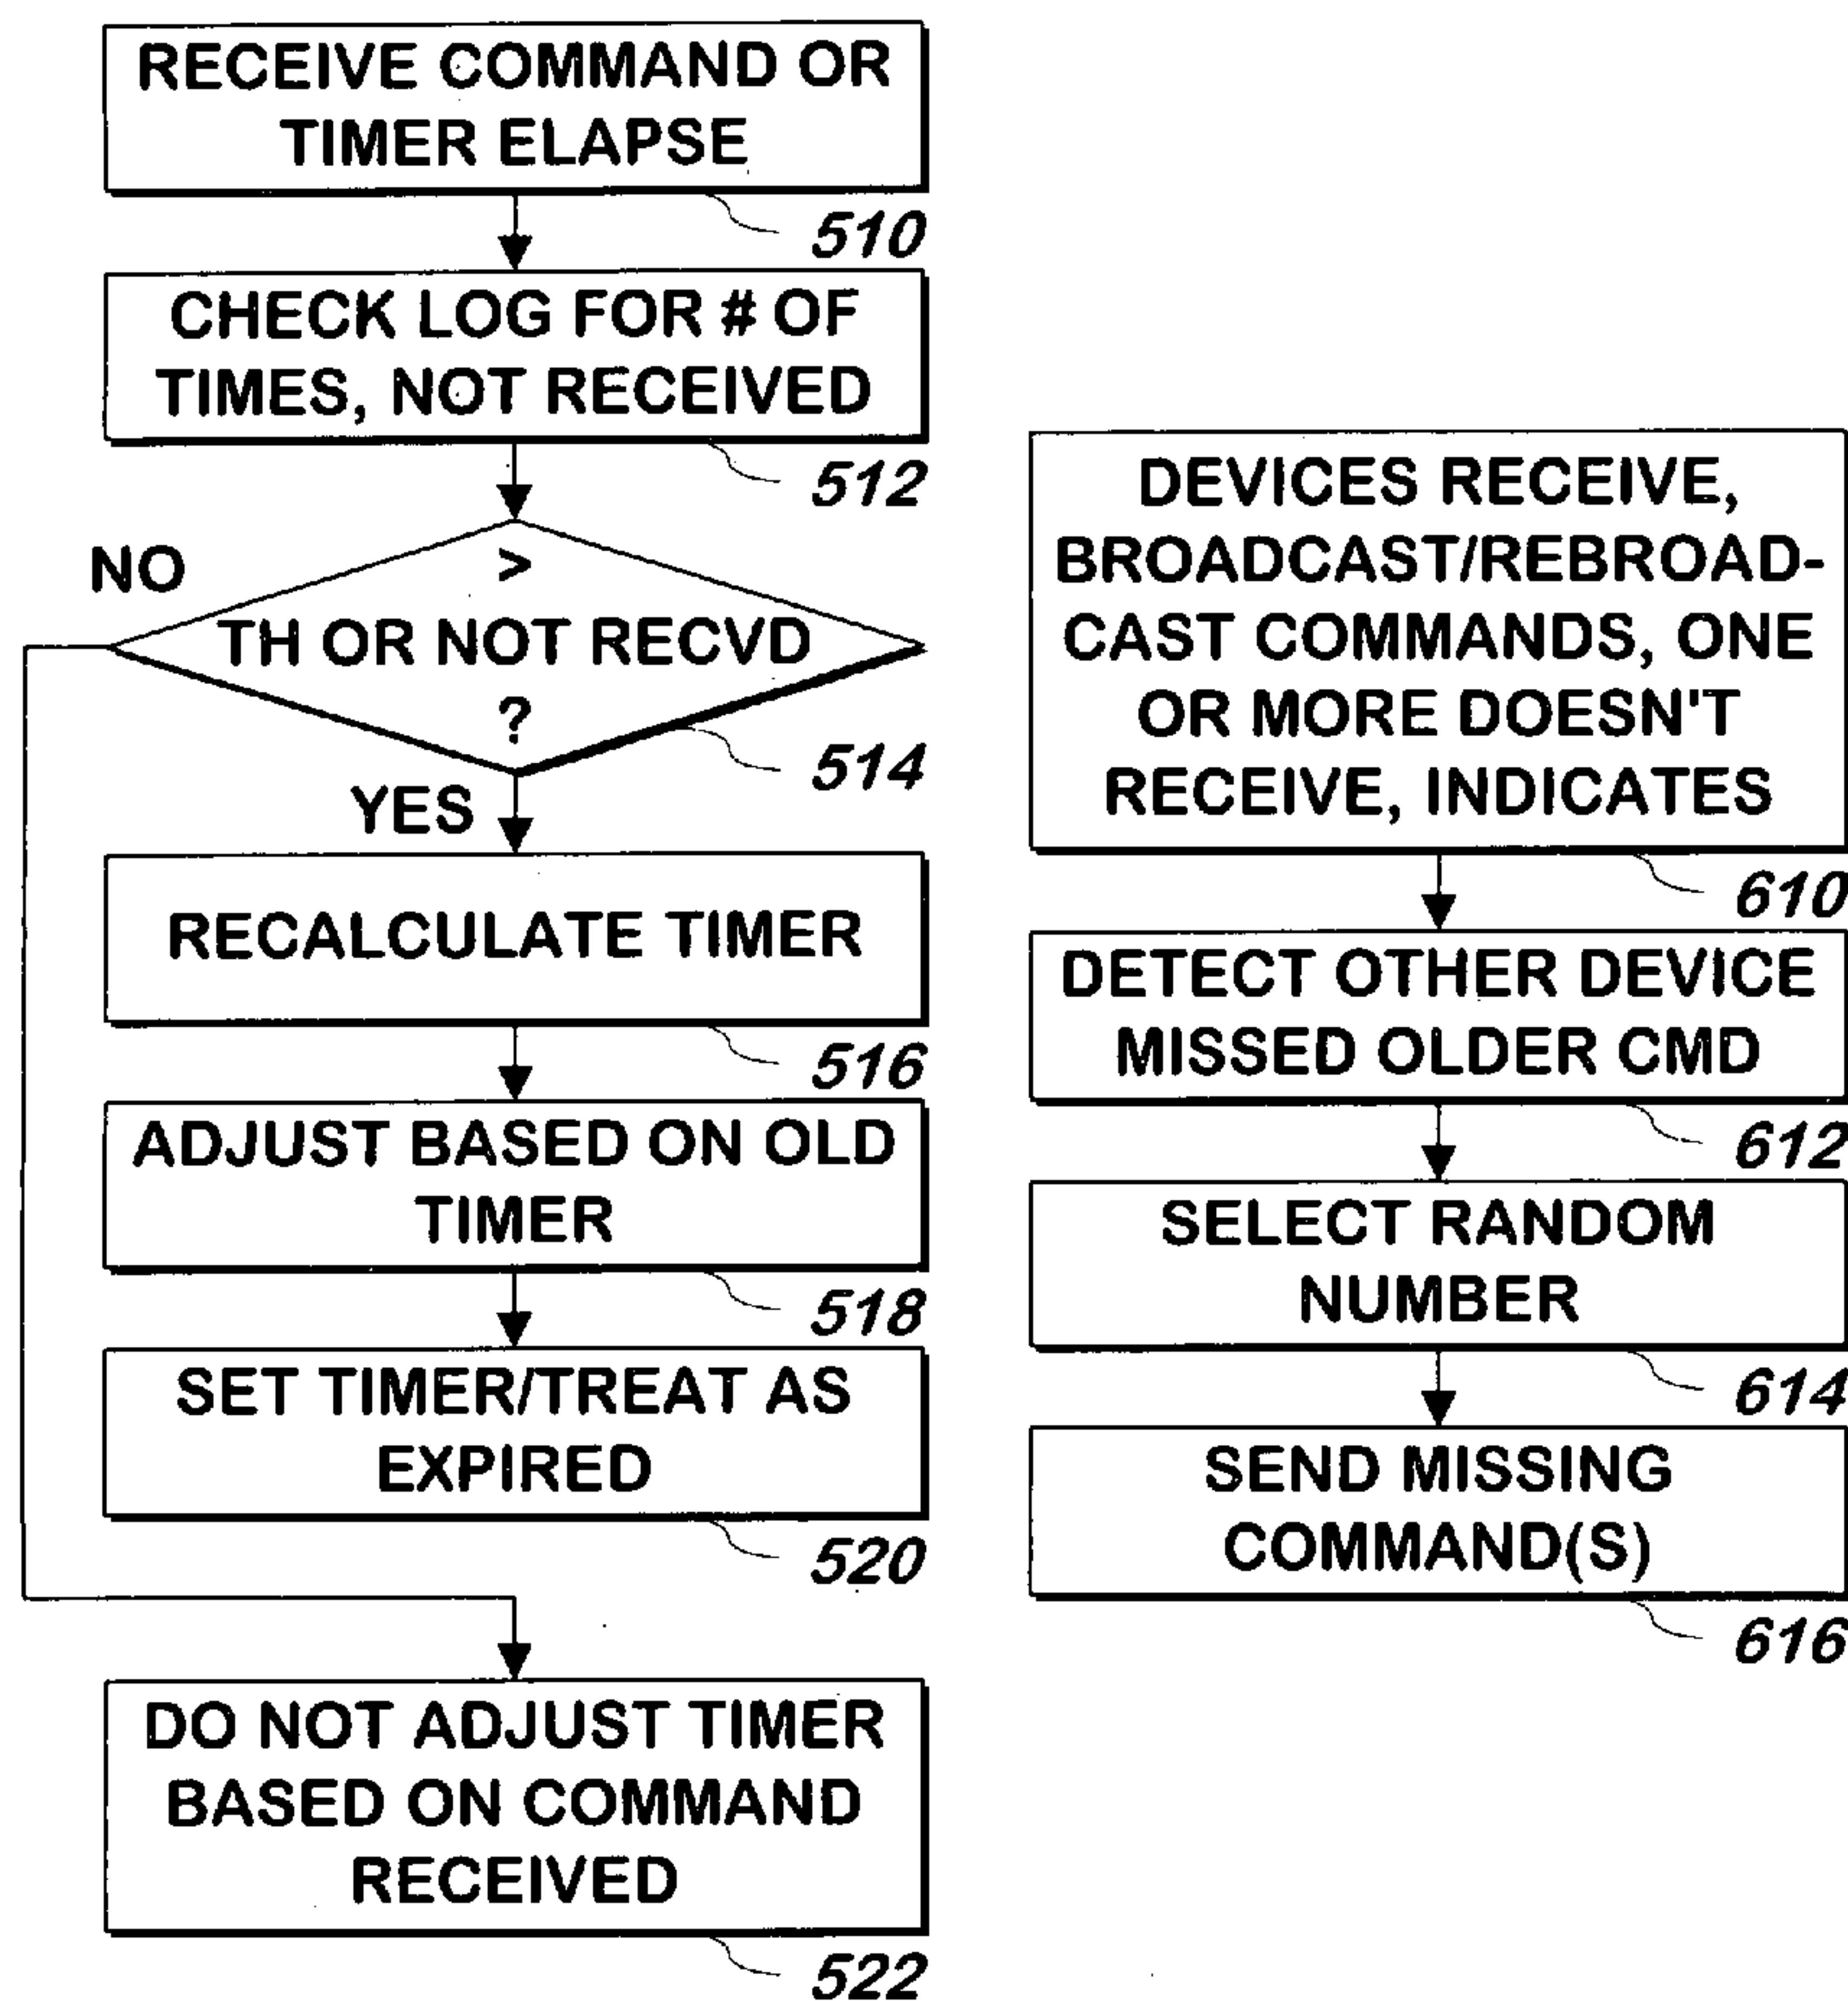 RECEIVE COMMAND OR
TIMER ELAPSE
510
CHECK LOG FOR # OF
TIMES, NOT RECEIVED
512
>
TH OR NOT RECVD
?
514
NO
YES
RECALCULATE TIMER
516
ADJUST BASED ON OLD
TIMER
518
SET TIMER/TREAT AS
EXPIRED
520
DO NOT ADJUST TIMER
BASED ON COMMAND
RECEIVED
522
DEVICES RECEIVE,
BROADCAST/REBROAD-
CAST COMMANDS, ONE
OR MORE DOESN'T
RECEIVE, INDICATES
610
DETECT OTHER DEVICE
MISSED OLDER CMD
612
SELECT RANDOM
NUMBER
614
SEND MISSING
COMMAND(S)
616